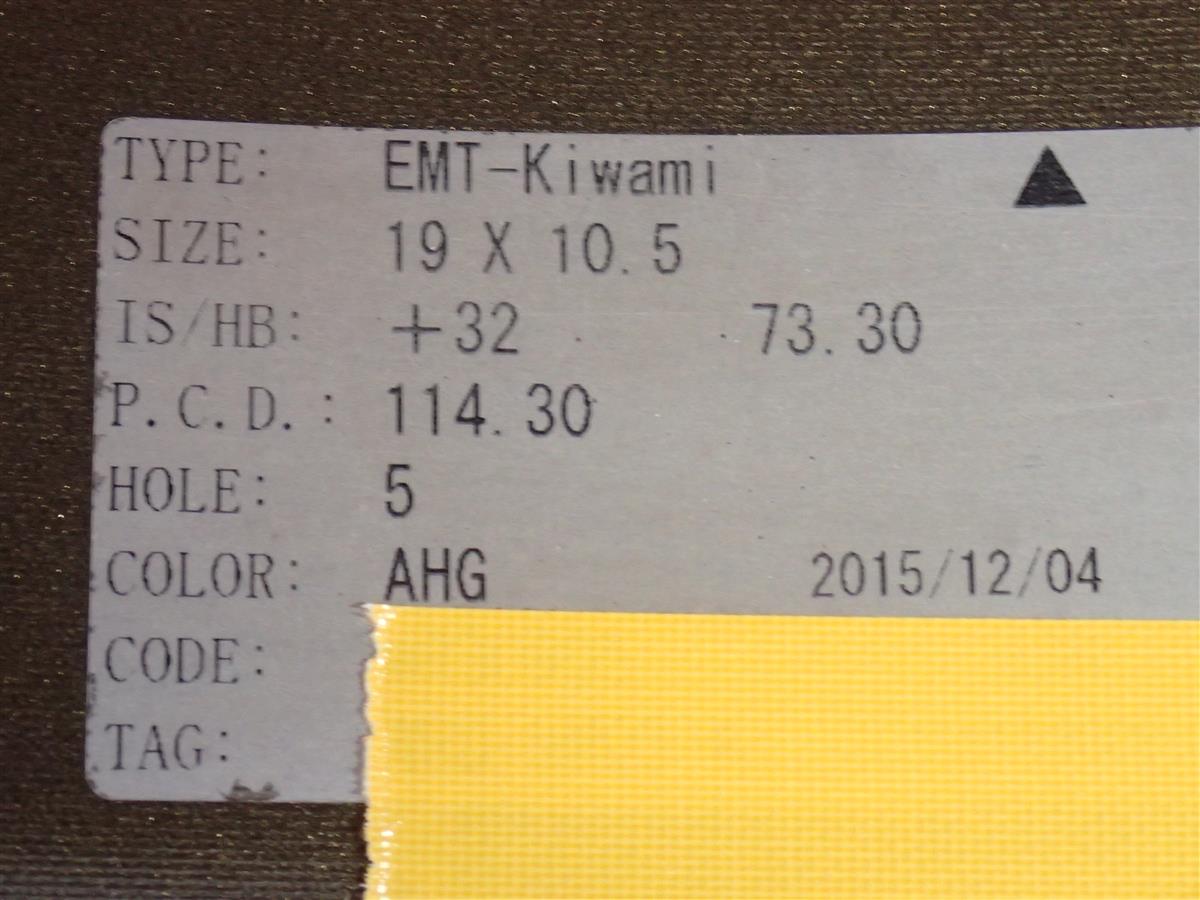 TYPE: EMT-Kiwami ▲
SIZE: 19 X 10.5
IS/HB: +32 73.30
P.C.D.: 114.30
HOLE: 5
COLOR: AHG 2015/12/04
CODE:
TAG: